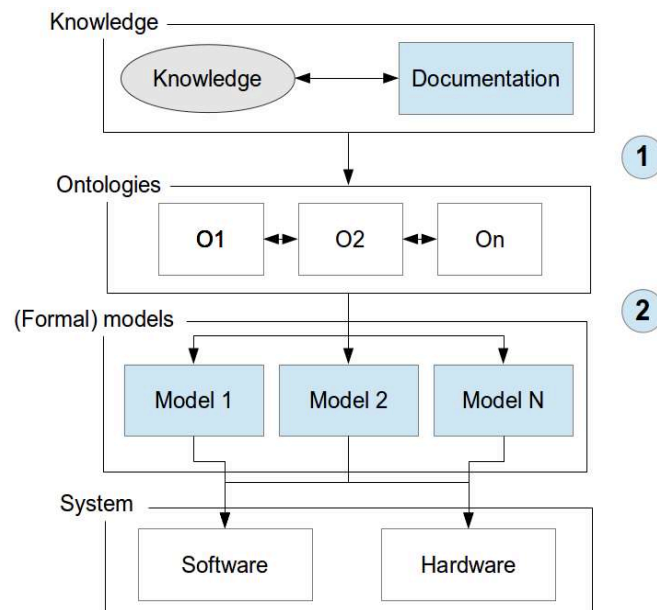 Knowledge
Knowledge
Documentation
1
Ontologies
O1
O2
On
2
(Formal) models
Model 1
Model 2
Model N
System
Software
Hardware